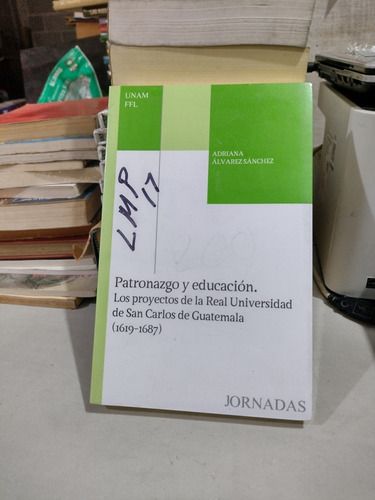 UNAM
FFL
ADRIANA
ÁLVAREZ SÁNCHEZ
LMP
17
Patronazgo y educación.
Los proyectos de la Real Universidad
de San Carlos de Guatemala
(1619-1687)
JORNADAS